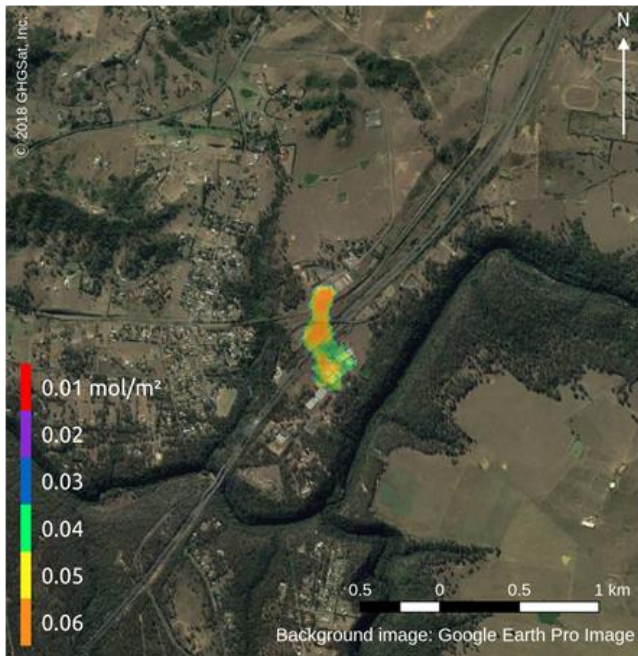 © 2018 GHGSat, Inc.
N
0.01 mol/m²
0.02
0.03
0.04
0.05
0.06
0.5 0 0.5 1 km
Background image: Google Earth Pro Image